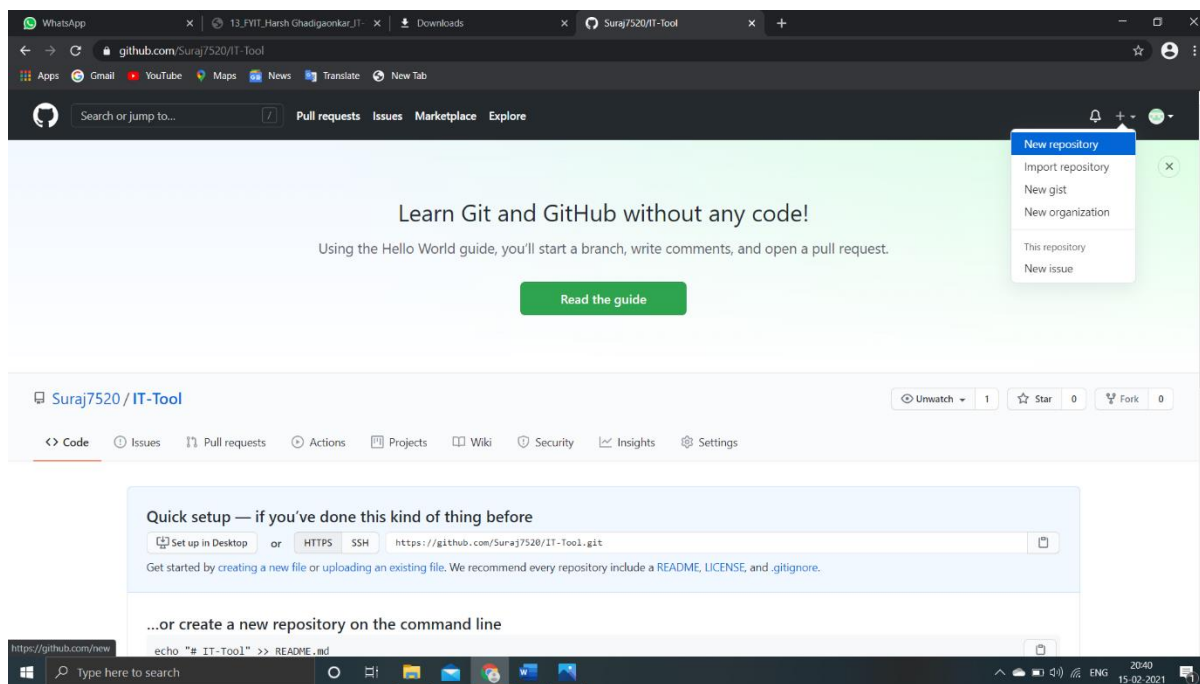 WhatsApp
13_FYIT_Harsh Ghadigaonkar_IT-
Downloads
Suraj7520/IT-Tool
github.com/Suraj7520/IT-Tool
Apps Gmail YouTube Maps News Translate New Tab
Search or jump to... / Pull requests Issues Marketplace Explore
New repository
Import repository
New gist
New organization
This repository
New issue
Learn Git and GitHub without any code!
Using the Hello World guide, you'll start a branch, write comments, and open a pull request.
Read the guide
Suraj7520 / IT-Tool
Unwatch 1 Star 0 Fork 0
<> Code Issues Pull requests Actions Projects Wiki Security Insights Settings
Quick setup — if you've done this kind of thing before
Set up in Desktop or HTTPS SSH https://github.com/Suraj7520/IT-Tool.git
Get started by creating a new file or uploading an existing file. We recommend every repository include a README, LICENSE, and .gitignore.
...or create a new repository on the command line
echo "# IT-Tool" >> README.md
https://github.com/new
Type here to search
ENG
20:40
15-02-2021